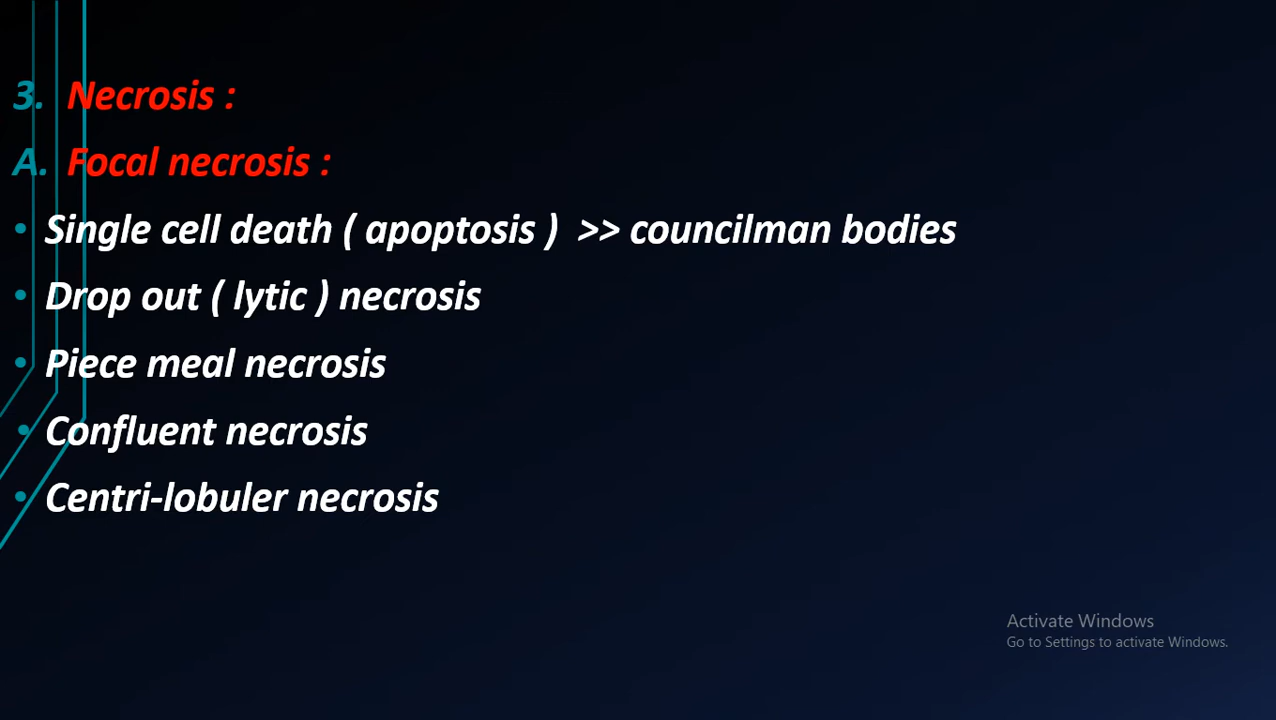 3. Necrosis :
A. Focal necrosis :
• Single cell death ( apoptosis ) >> councilman bodies
• Drop out ( lytic ) necrosis
• Piece meal necrosis
• Confluent necrosis
• Centri-lobuler necrosis
Activate Windows
Go to Settings to activate Windows.